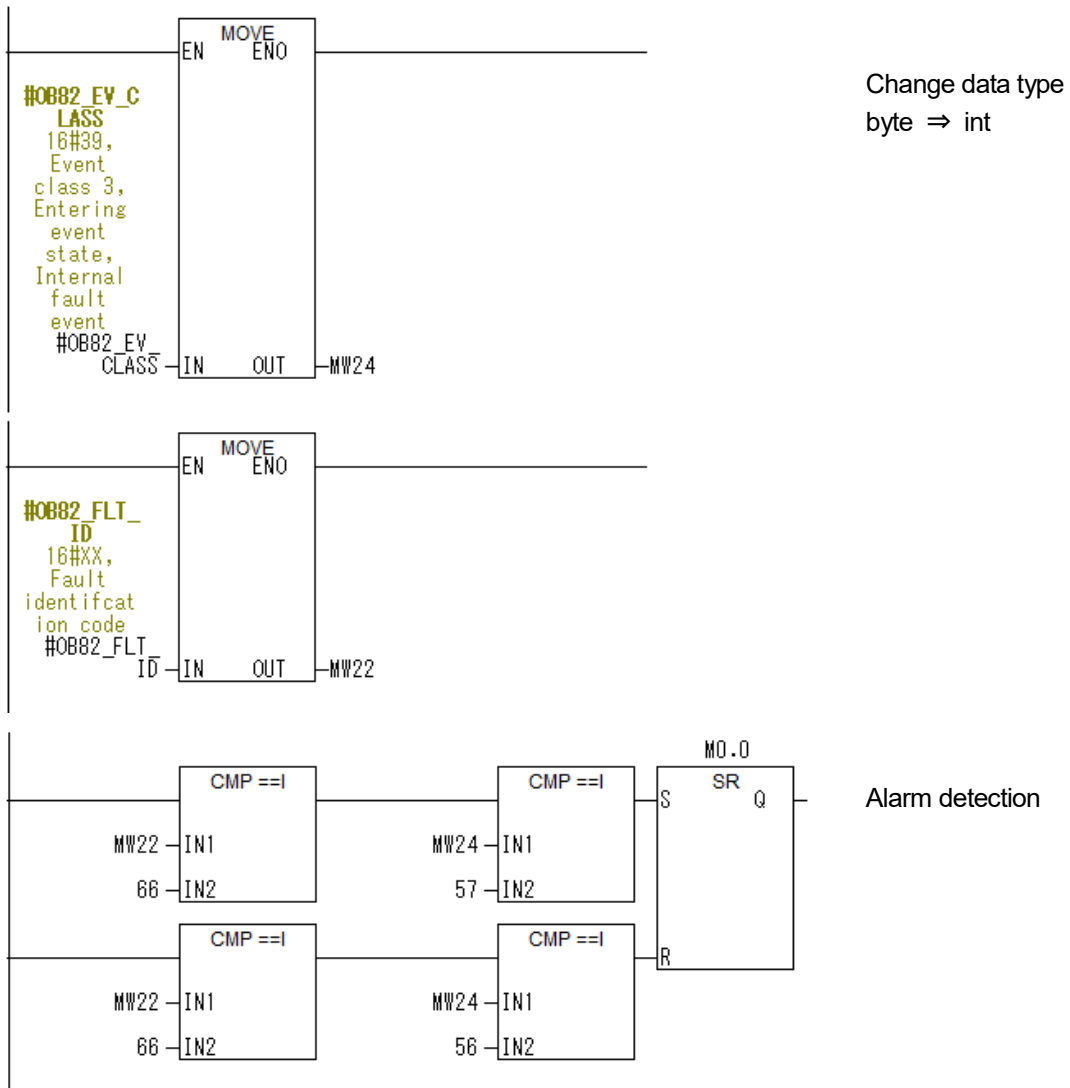 MOVE
EN ENO
#OB82_EV_C
LASS
16#39,
Event
class 3,
Entering
event
state,
Internal
fault
event
#OB82_EV_
CLASS IN OUT MW24
Change data type
byte ⇒ int
MOVE
EN ENO
#OB82_FLT_
ID
16#XX,
Fault
identifcat
ion code
#OB82_FLT_
ID IN OUT MW22
M0.0
CMP ==I CMP ==I SR
S Q
Alarm detection
MW22 IN1 MW24 IN1
66 IN2 57 IN2
CMP ==I CMP ==I
R
MW22 IN1 MW24 IN1
66 IN2 56 IN2